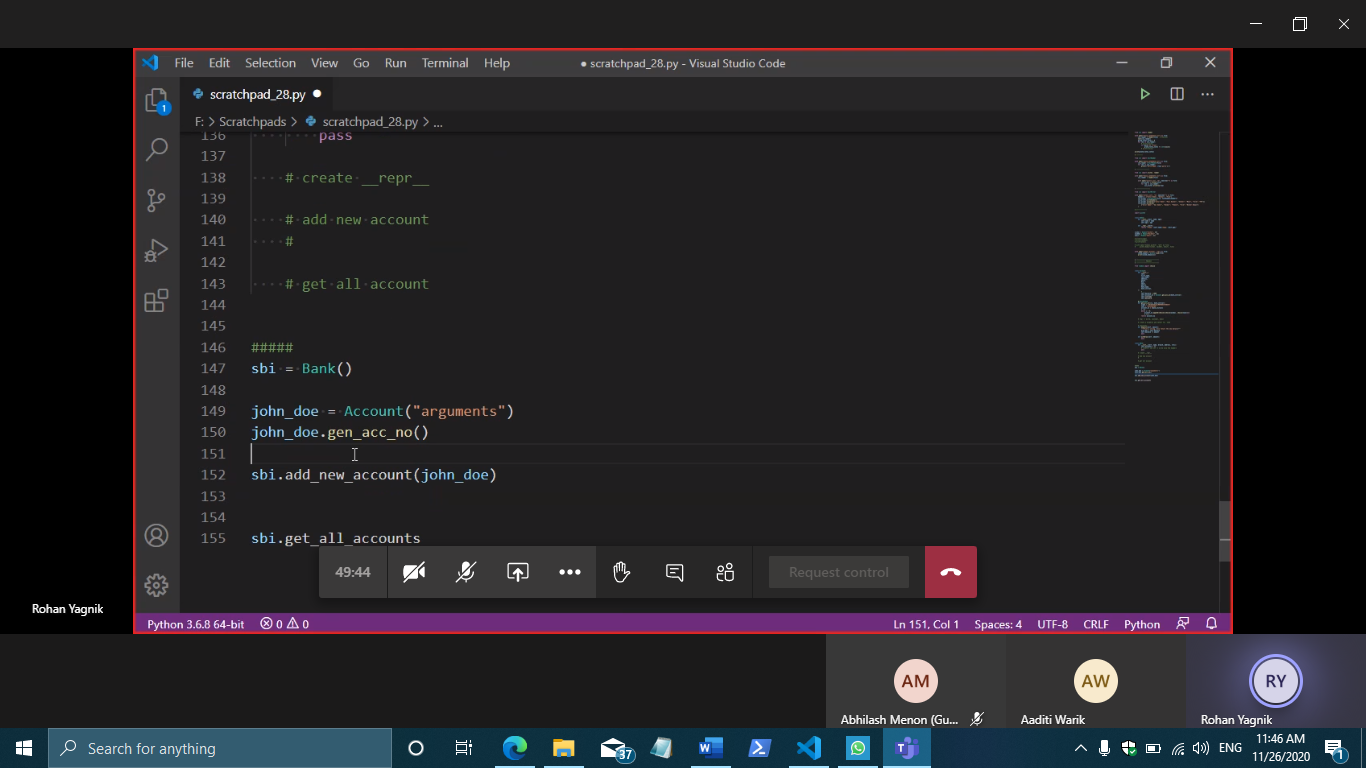 File Edit Selection View Go Run Terminal Help ● scratchpad_28.py - Visual Studio Code
scratchpad_28.py
F: > Scratchpads > scratchpad_28.py > ...
1
136 pass
137
138 # create __repr__
139
140 # add new account
141 #
142
143 # get all account
144
145
146 #####
147 sbi = Bank()
148
149 john_doe = Account("arguments")
150 john_doe.gen_acc_no()
151
152 sbi.add_new_account(john_doe)
153
154
155 sbi.get_all_accounts
49:44 Request control
Rohan Yagnik
Python 3.6.8 64-bit 0 0 Ln 151, Col 1 Spaces: 4 UTF-8 CRLF Python
AM AW RY
Abhilash Menon (Gu... Aaditi Warik Rohan Yagnik
Search for anything 37 W ENG 11:46 AM
11/26/2020 1